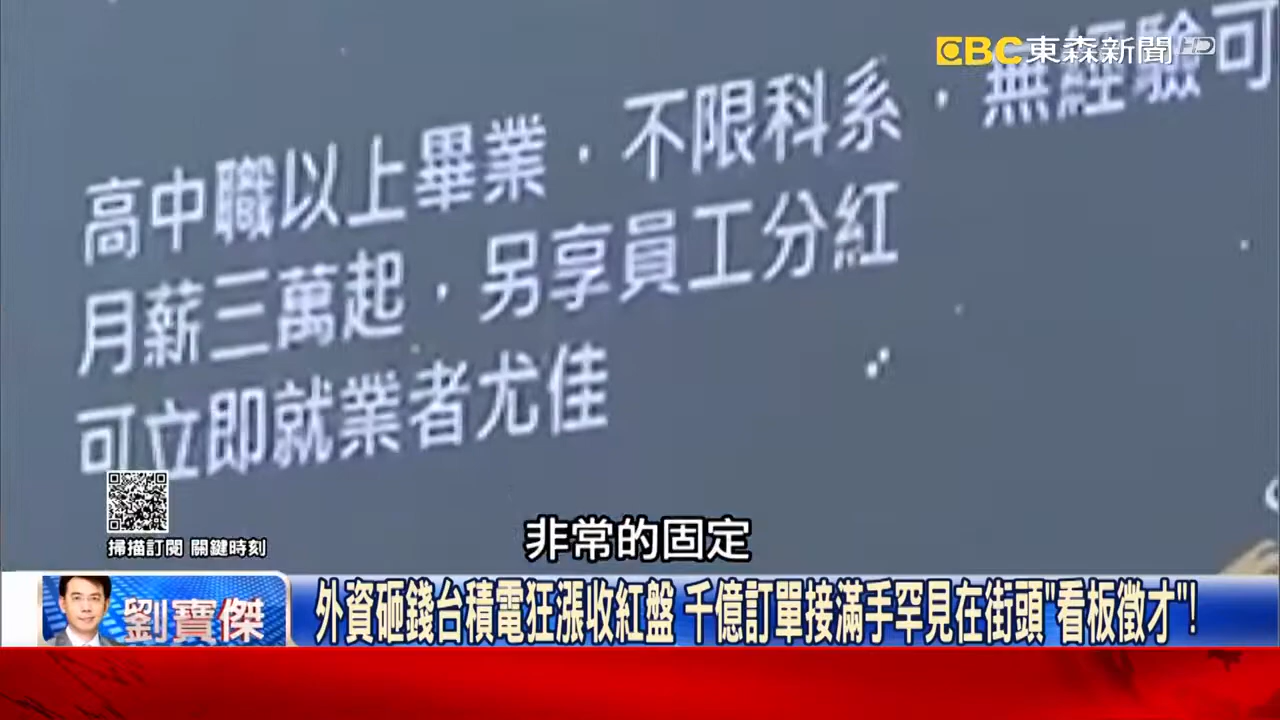 EBC 東森新聞 HD
高中職以上畢業，不限科系，無經驗可
月薪三萬起，另享員工分紅
可立即就業者尤佳
非常的固定
掃描訂閱 關鍵時刻
劉寶傑
外資砸錢台積電狂漲收紅盤 千億訂單接滿手罕見在街頭"看板徵才"!